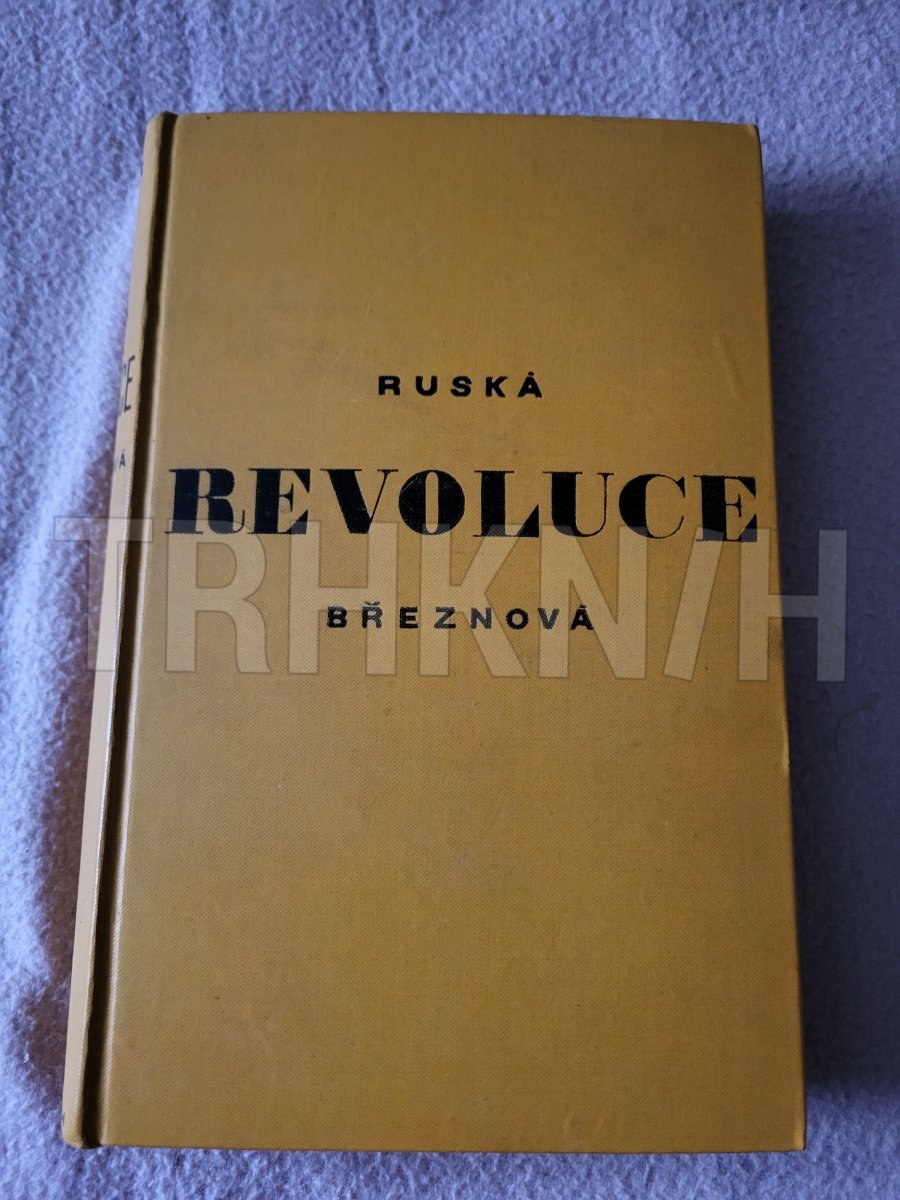 RUSKÁ
REVOLUCE
BŘEZNOVÁ
TRHKNIH